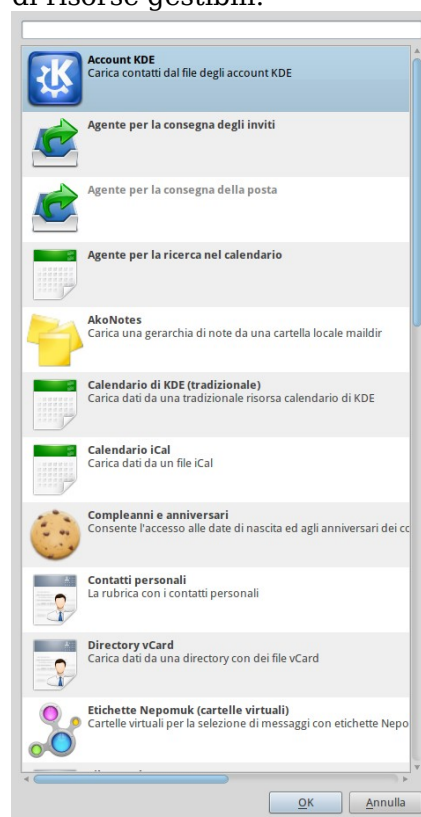 di risorse gestibili.
Account KDE
Carica contatti dal file degli account KDE
Agente per la consegna degli inviti
Agente per la consegna della posta
Agente per la ricerca nel calendario
AkoNotes
Carica una gerarchia di note da una cartella locale maildir
Calendario di KDE (tradizionale)
Carica dati da una tradizionale risorsa calendario di KDE
Calendario iCal
Carica dati da un file iCal
Compleanni e anniversari
Consente l'accesso alle date di nascita ed agli anniversari dei
Contatti personali
La rubrica con i contatti personali
Directory vCard
Carica dati da una directory con dei file vCard
Etichette Nepomuk (cartelle virtuali)
Cartelle virtuali per la selezione di messaggi con etichette Nepo
OK
Annulla